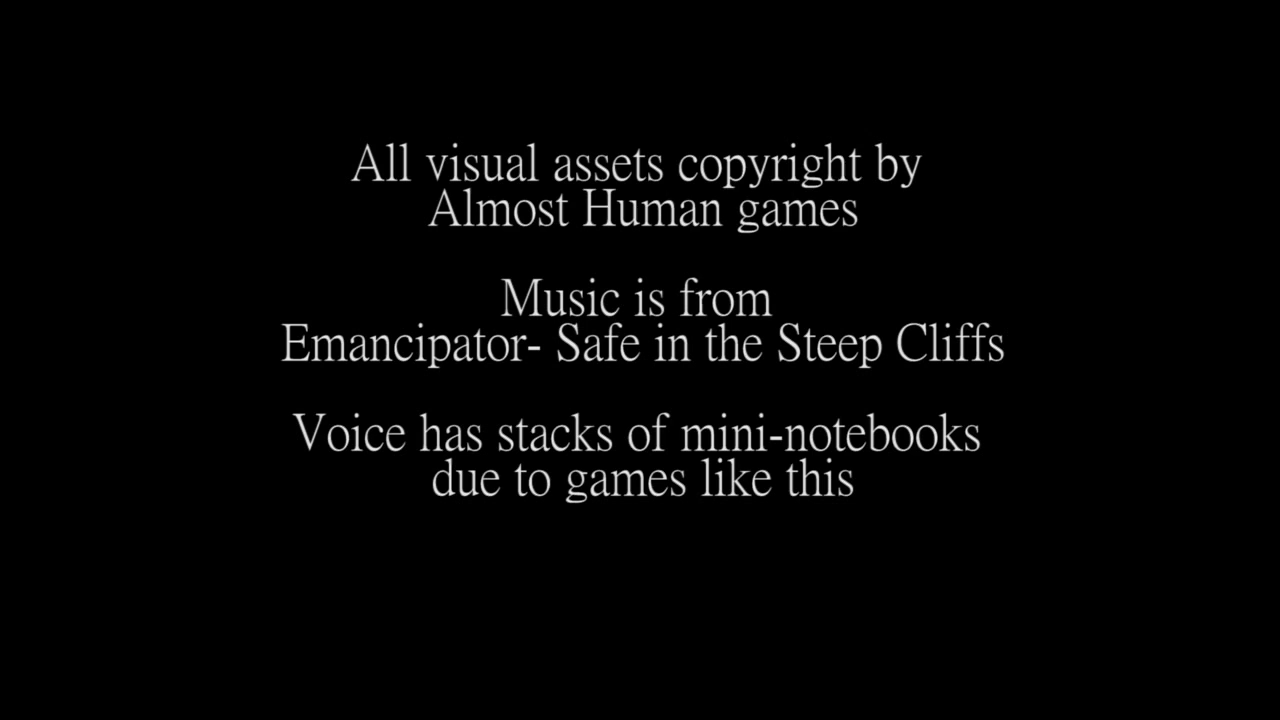 All visual assets copyright by
Almost Human games
Music is from
Emancipator- Safe in the Steep Cliffs
Voice has stacks of mini-notebooks
due to games like this